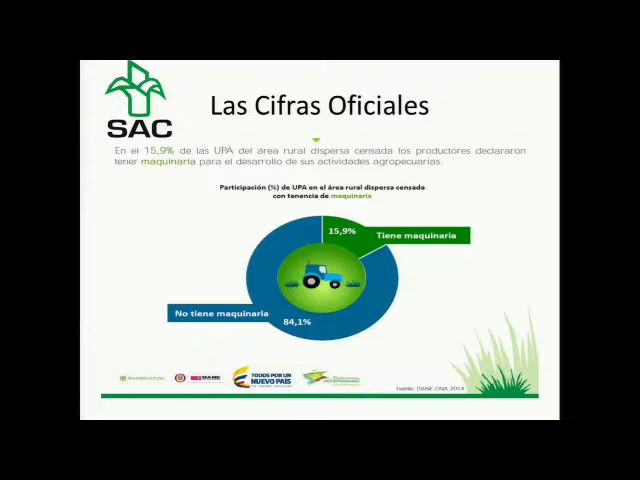 SAC
Las Cifras Oficiales
En el 15,9% de las UPA del área rural dispersa censada los productores declararon
tener maquinaria para el desarrollo de sus actividades agropecuarias.
Participación (%) de UPA en el área rural dispersa censada
con tenencia de maquinaria
15,9%
Tiene maquinaria
No tiene maquinaria
84,1%
DANE
TODOS POR UN
NUEVO PAÍS
Fuente: DANE CNA 2014